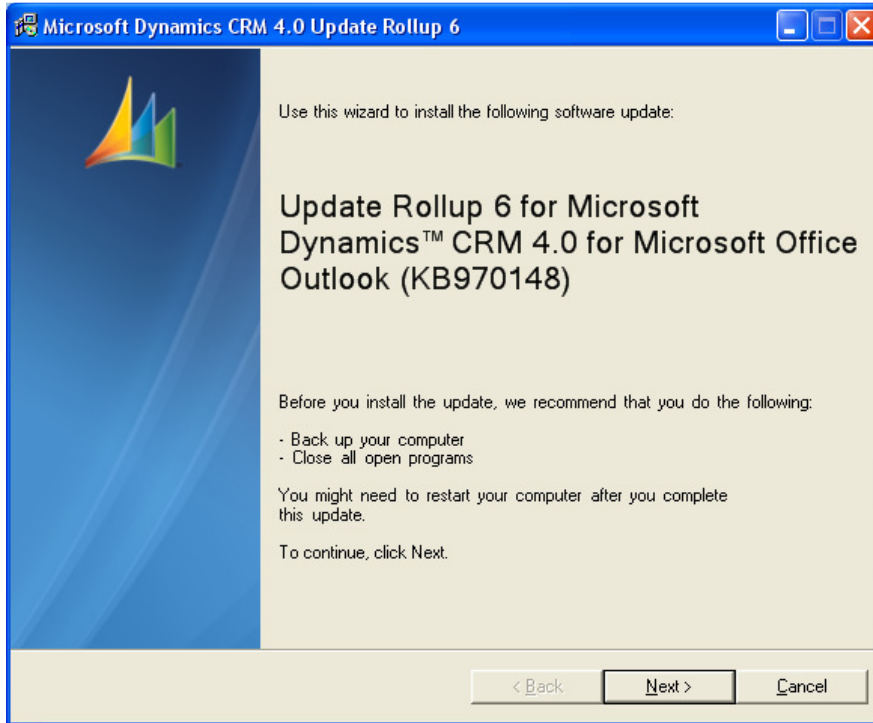 Microsoft Dynamics CRM 4.0 Update Rollup 6
Use this wizard to install the following software update:
Update Rollup 6 for Microsoft
Dynamics™ CRM 4.0 for Microsoft Office
Outlook (KB970148)
Before you install the update, we recommend that you do the following:
- Back up your computer
- Close all open programs
You might need to restart your computer after you complete
this update.
To continue, click Next.
< Back
Next >
Cancel